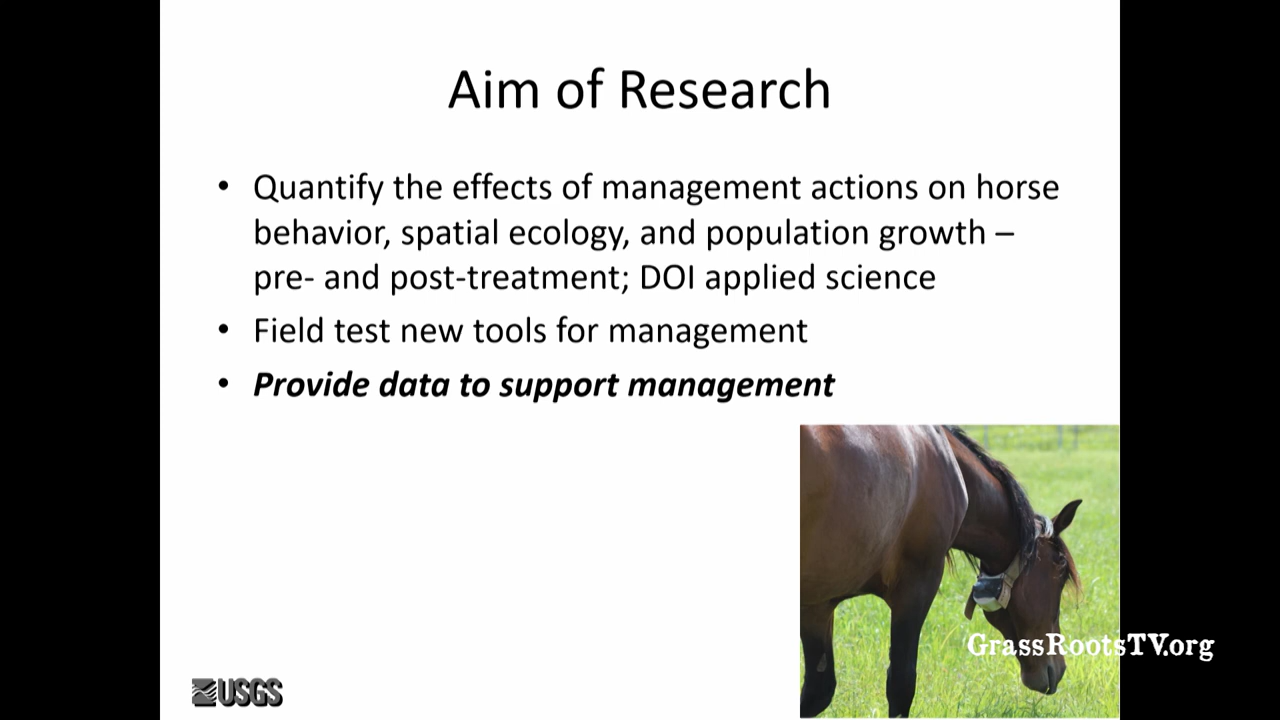 Aim of Research
• Quantify the effects of management actions on horse
behavior, spatial ecology, and population growth –
pre- and post-treatment; DOI applied science
• Field test new tools for management
• Provide data to support management
GrassRootsTV.org
USGS